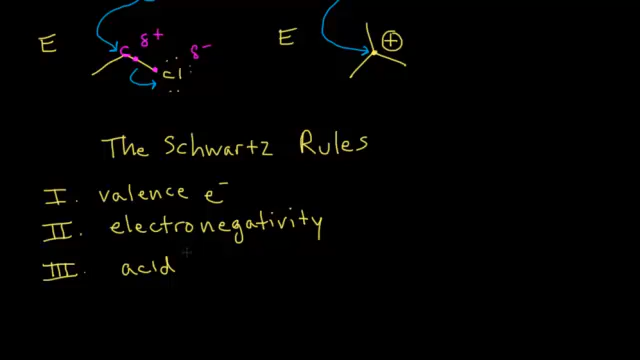 E C δ+ Cl δ- E +
The Schwartz Rules
I. valence e-
II. electronegativity
III. acid